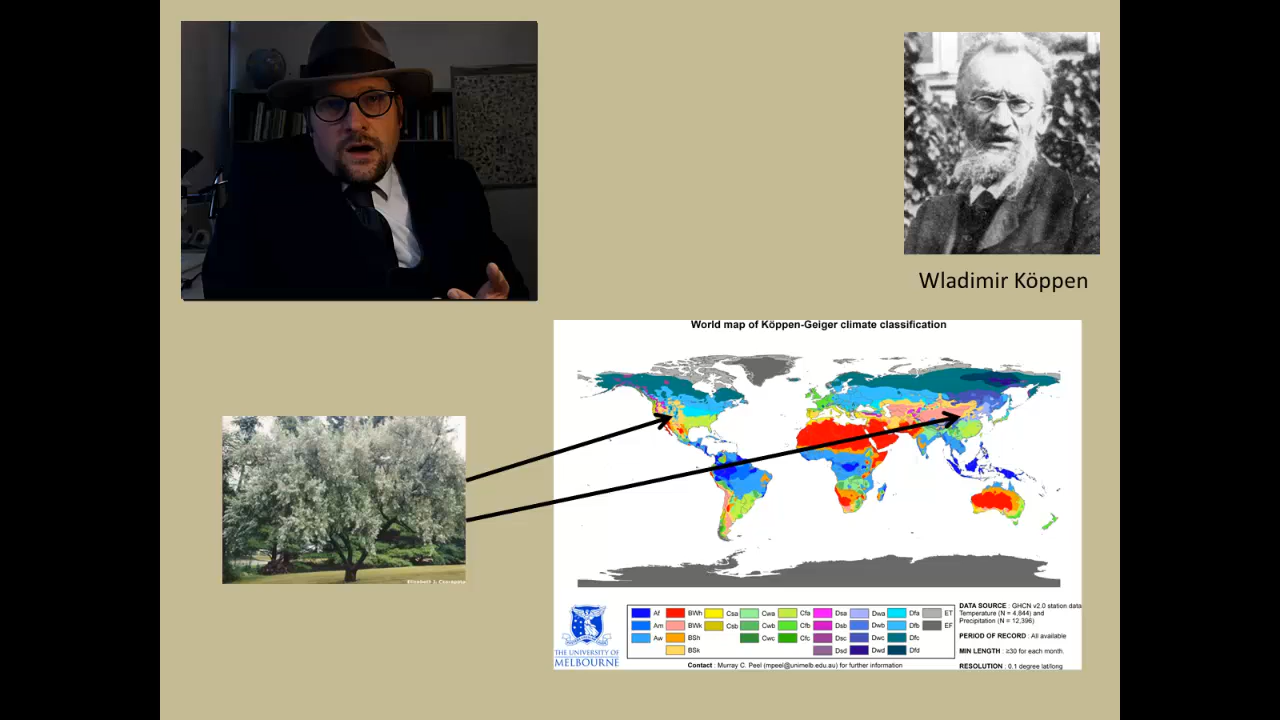 Wladimir Köppen
World map of Köppen-Geiger climate classification
Af
Am
Aw
BWh
BWk
BSh
BSk
Csa
Csb
Cwa
Cwb
Cwc
Cfa
Cfb
Cfc
Dsa
Dsb
Dsc
Dsd
Dwa
Dwb
Dwc
Dwd
Dfa
Dfb
Dfc
Dfd
ET
EF
DATA SOURCE : GHCN v2.0 station data
Temperature (N = 4,844) and
Precipitation (N = 12,396)
PERIOD OF RECORD : All available
MIN LENGTH : ≥30 for each month.
RESOLUTION : 0.1 degree lat/long
THE UNIVERSITY OF
MELBOURNE
Contact : Murray C. Peel (mpeel@unimelb.edu.au) for further information